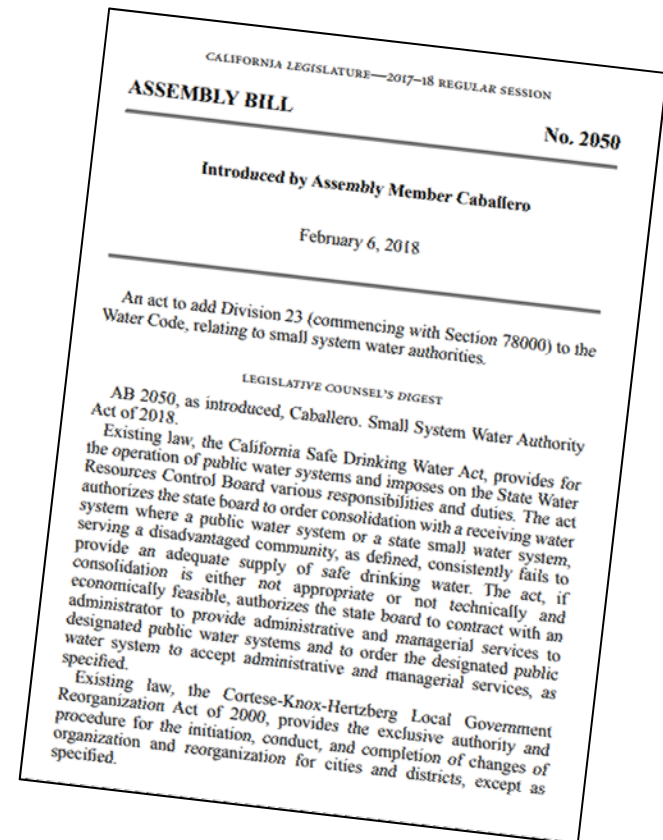 CALIFORNIA LEGISLATURE—2017–18 REGULAR SESSION
ASSEMBLY BILL
No. 2050
Introduced by Assembly Member Caballero
February 6, 2018
An act to add Division 23 (commencing with Section 78000) to the
Water Code, relating to small system water authorities.
LEGISLATIVE COUNSEL'S DIGEST
AB 2050, as introduced, Caballero. Small System Water Authority
Act of 2018.
Existing law, the California Safe Drinking Water Act, provides for
the operation of public water systems and imposes on the State Water
Resources Control Board various responsibilities and duties. The act
authorizes the state board to order consolidation with a receiving water
system where a public water system or a state small water system,
serving a disadvantaged community, as defined, consistently fails to
provide an adequate supply of safe drinking water. The act, if
consolidation is either not appropriate or not technically and
economically feasible, authorizes the state board to contract with an
administrator to provide administrative and managerial services to
designated public water systems and to order the designated public
water system to accept administrative and managerial services, as
specified.
Existing law, the Cortese-Knox-Hertzberg Local Government
Reorganization Act of 2000, provides the exclusive authority and
procedure for the initiation, conduct, and completion of changes of
organization and reorganization for cities and districts, except as
specified.